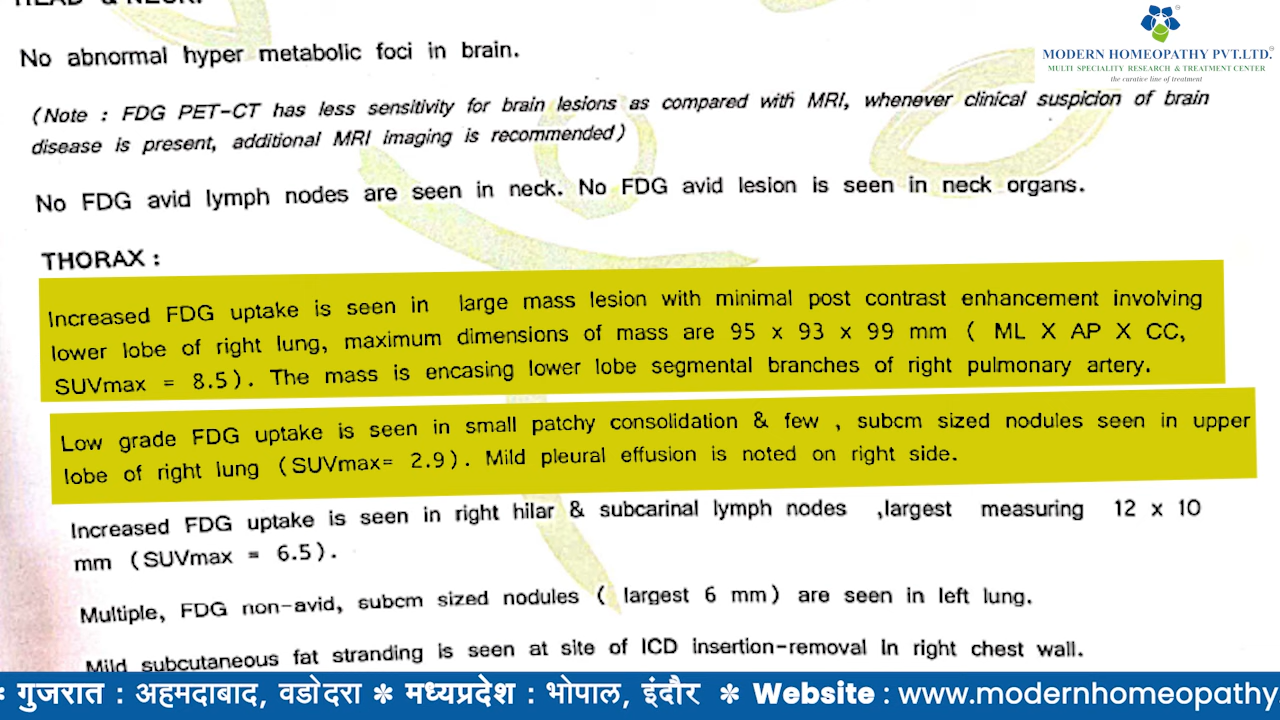 HEAD & NECK:
MODERN HOMEOPATHY PVT.LTD.
MULTI SPECIALITY RESEARCH & TREATMENT CENTER
the curative line of treatment
No abnormal hyper metabolic foci in brain.
(Note : FDG PET-CT has less sensitivity for brain lesions as compared with MRI, whenever clinical suspicion of brain
disease is present, additional MRI imaging is recommended)
No FDG avid lymph nodes are seen in neck. No FDG avid lesion is seen in neck organs.
THORAX :
Increased FDG uptake is seen in large mass lesion with minimal post contrast enhancement involving
lower lobe of right lung, maximum dimensions of mass are 95 x 93 x 99 mm ( ML X AP X CC,
SUVmax = 8.5). The mass is encasing lower lobe segmental branches of right pulmonary artery.
Low grade FDG uptake is seen in small patchy consolidation & few , subcm sized nodules seen in upper
lobe of right lung (SUVmax= 2.9). Mild pleural effusion is noted on right side.
Increased FDG uptake is seen in right hilar & subcarinal lymph nodes ,largest measuring 12 x 10
mm (SUVmax = 6.5).
Multiple, FDG non-avid, subcm sized nodules ( largest 6 mm) are seen in left lung.
Mild subcutaneous fat stranding is seen at site of ICD insertion-removal In right chest wall.
* गुजरात : अहमदाबाद, वडोदरा * मध्यप्रदेश : भोपाल, इंदौर * Website : www.modernhomeopathy